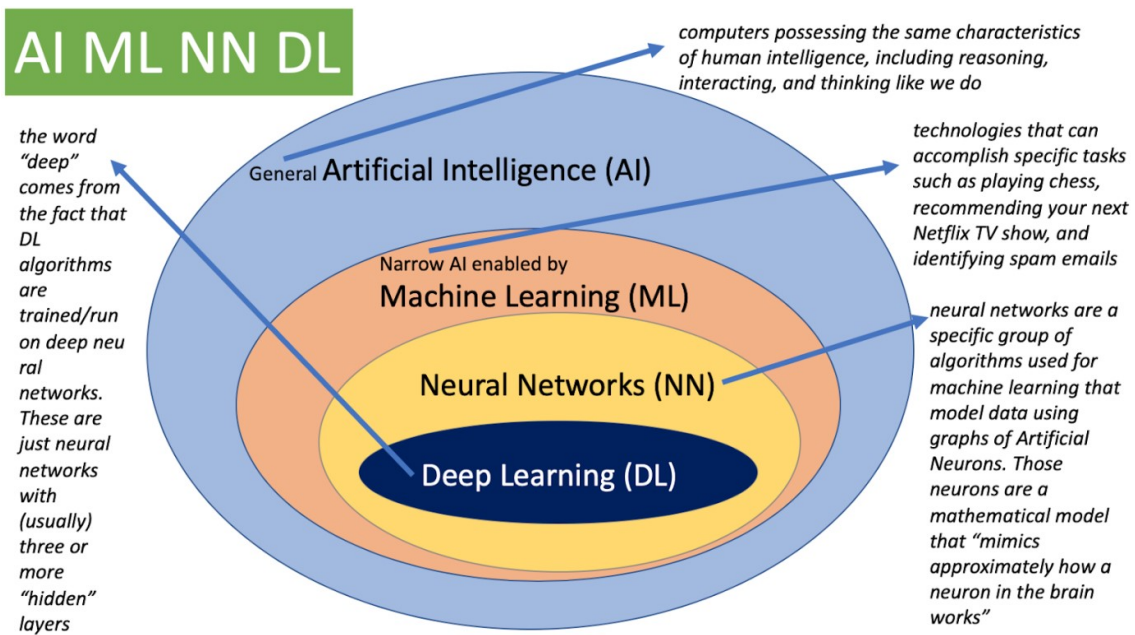 AI ML NN DL
computers possessing the same characteristics
of human intelligence, including reasoning,
interacting, and thinking like we do
the word
“deep”
comes from
the fact that
DL
algorithms
are
trained/run
on deep neu
ral
networks.
These are
just neural
networks
with
(usually)
three or
more
“hidden”
layers
General Artificial Intelligence (AI)
technologies that can
accomplish specific tasks
such as playing chess,
recommending your next
Netflix TV show, and
identifying spam emails
Narrow AI enabled by
Machine Learning (ML)
neural networks are a
specific group of
algorithms used for
machine learning that
model data using
graphs of Artificial
Neurons. Those
neurons are a
mathematical model
that “mimics
approximately how a
neuron in the brain
works”
Neural Networks (NN)
Deep Learning (DL)